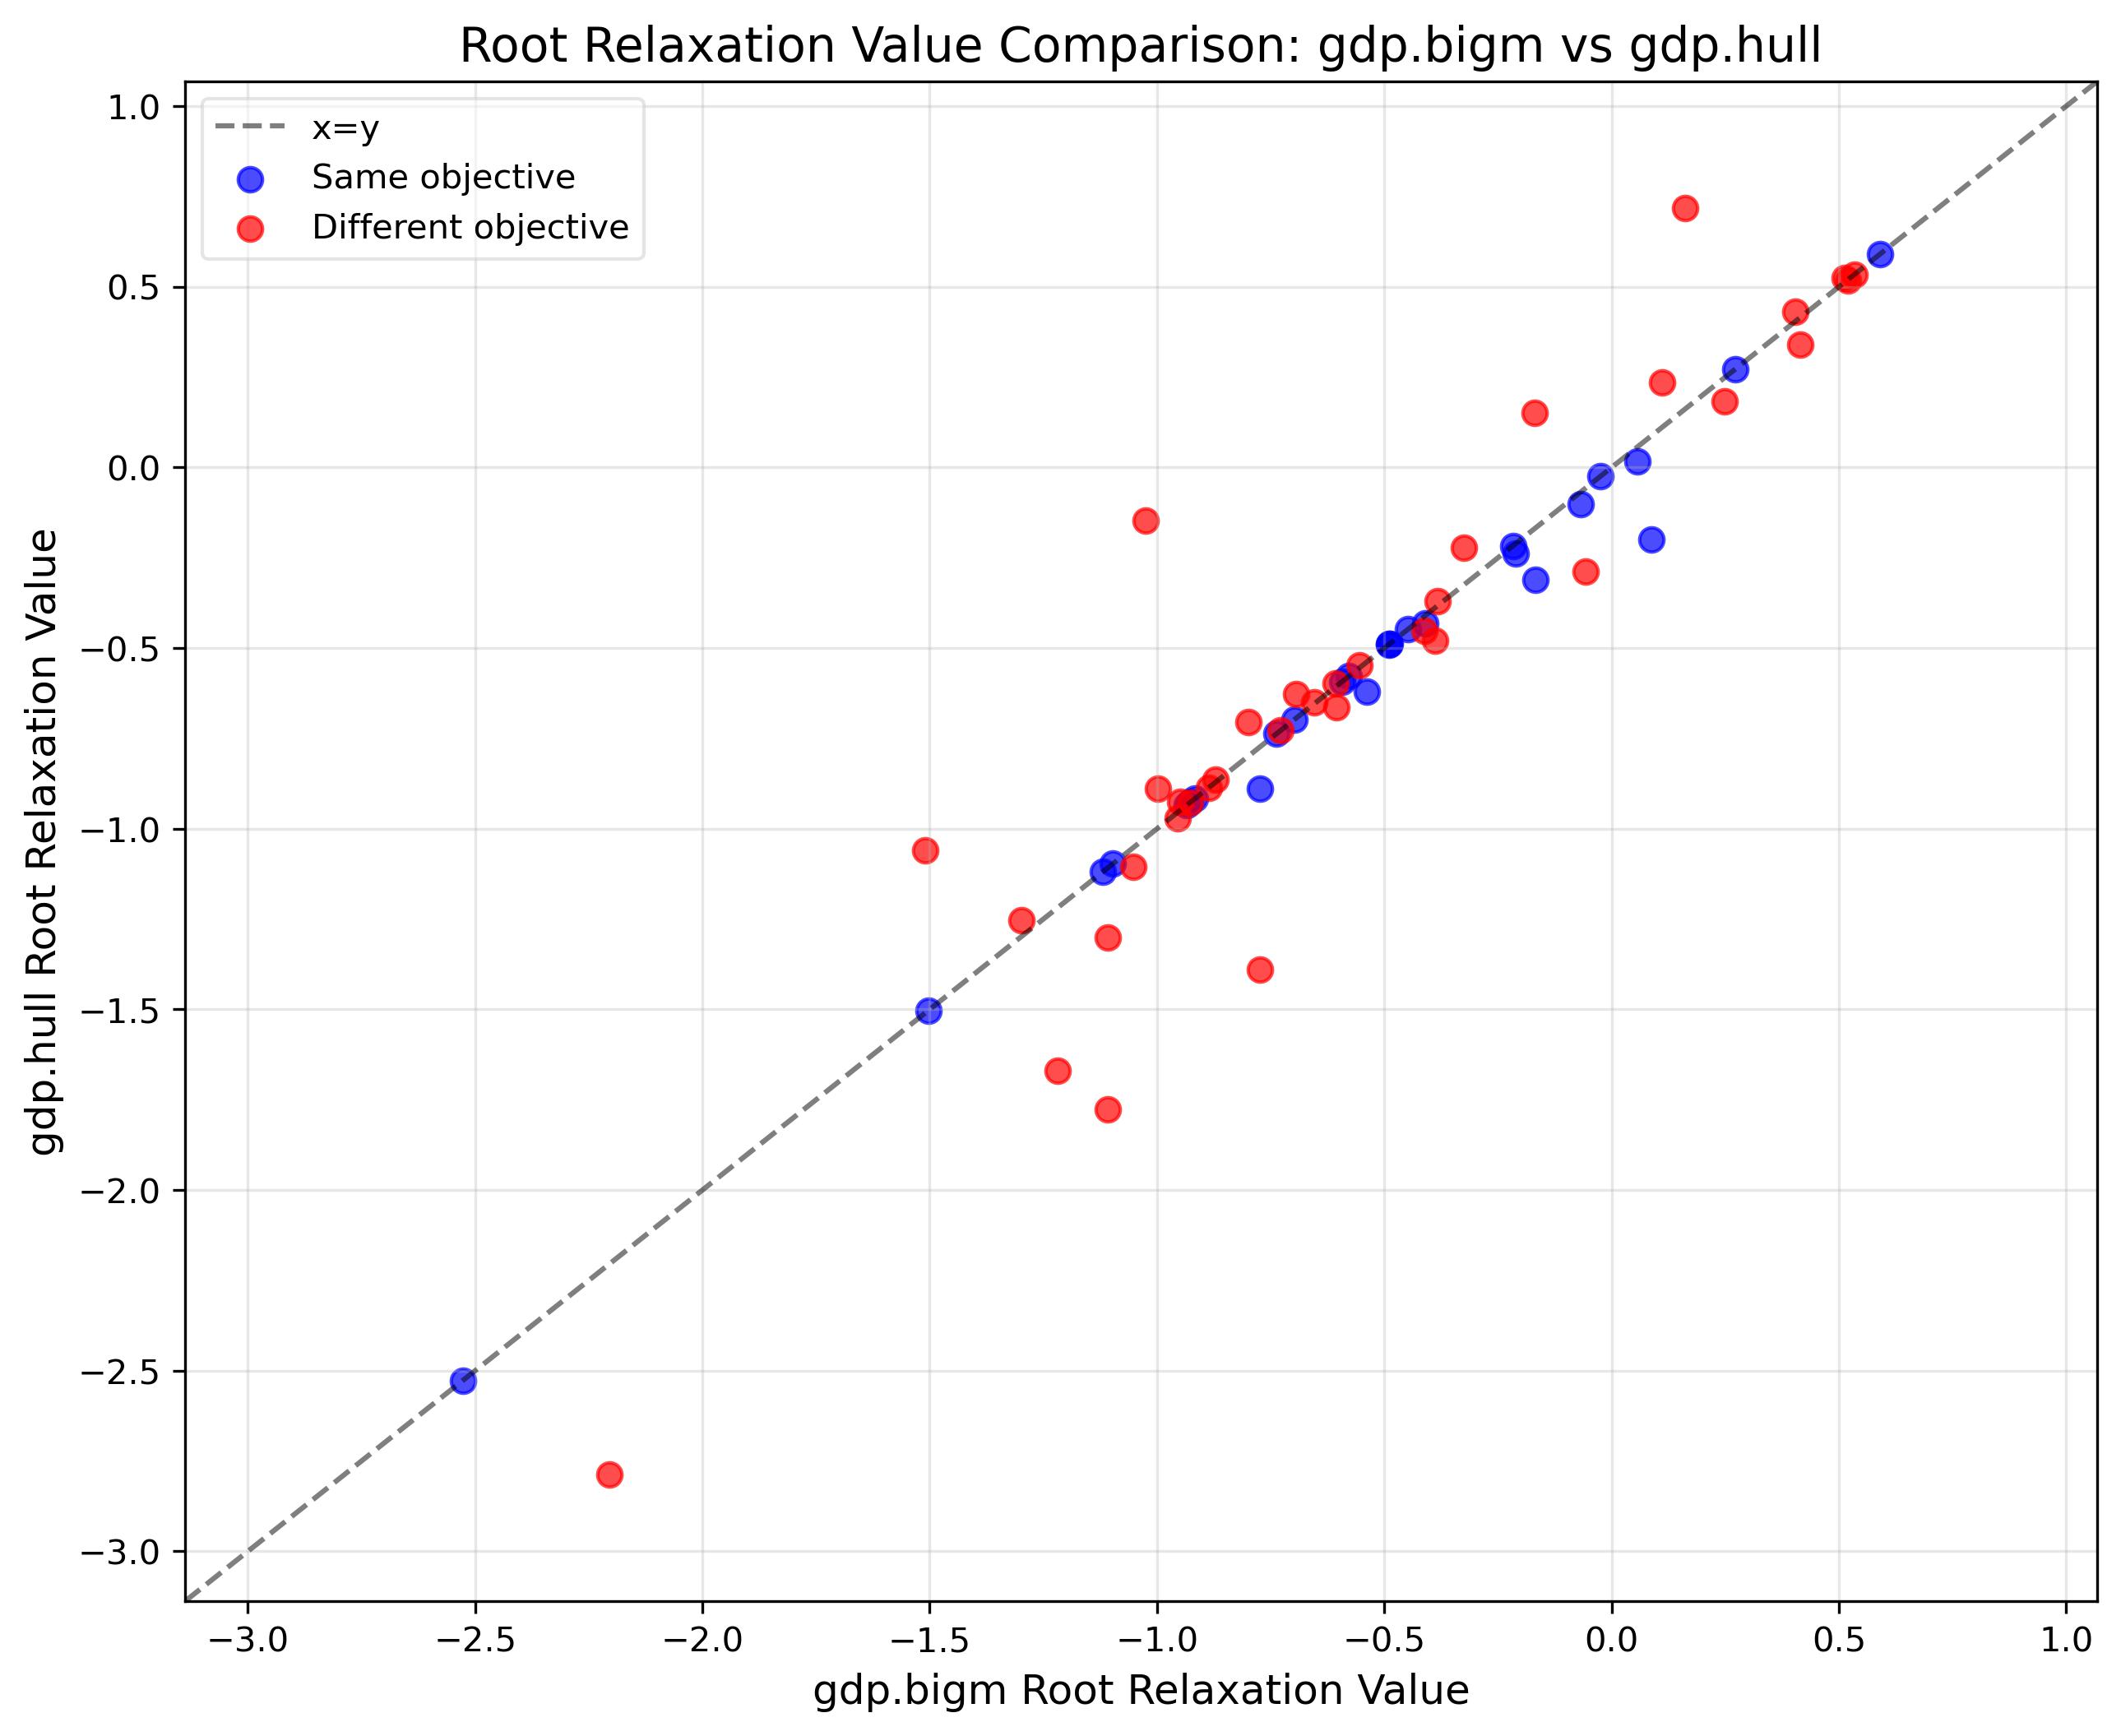 Root Relaxation Value Comparison: gdp.bigm vs gdp.hull
x=y
Same objective
Different objective
gdp.hull Root Relaxation Value
1.0
0.5
0.0
−0.5
−1.0
−1.5
−2.0
−2.5
−3.0
−3.0 −2.5 −2.0 −1.5 −1.0 −0.5 0.0 0.5 1.0
gdp.bigm Root Relaxation Value